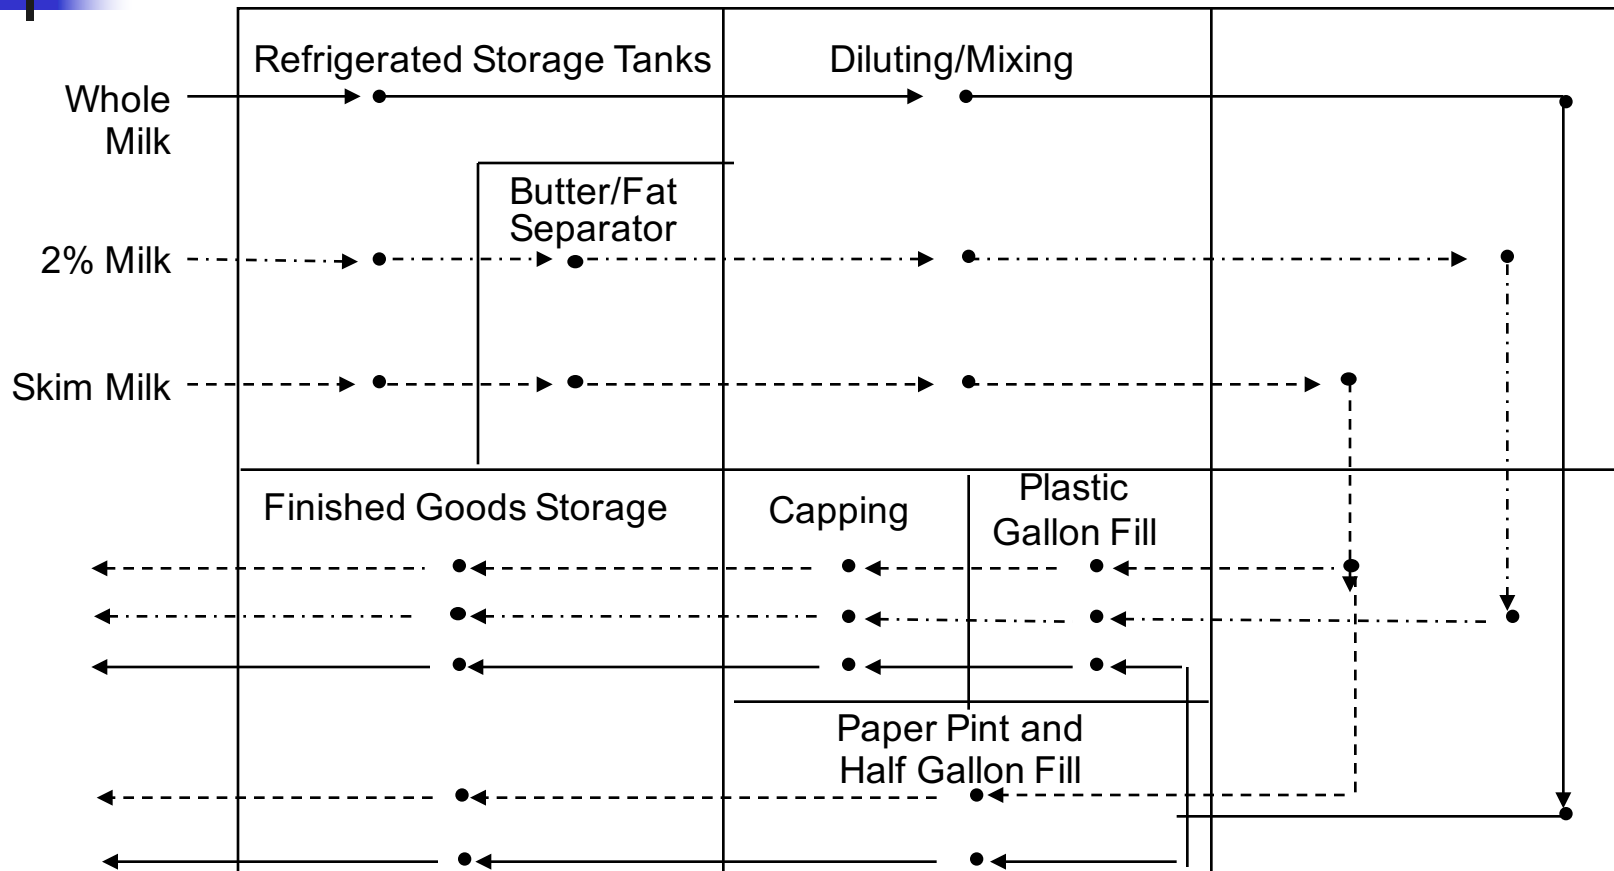 Refrigerated Storage Tanks
Diluting/Mixing
Whole
Milk
Butter/Fat
Separator
2% Milk
Skim Milk
Finished Goods Storage
Capping
Plastic
Gallon Fill
Paper Pint and
Half Gallon Fill